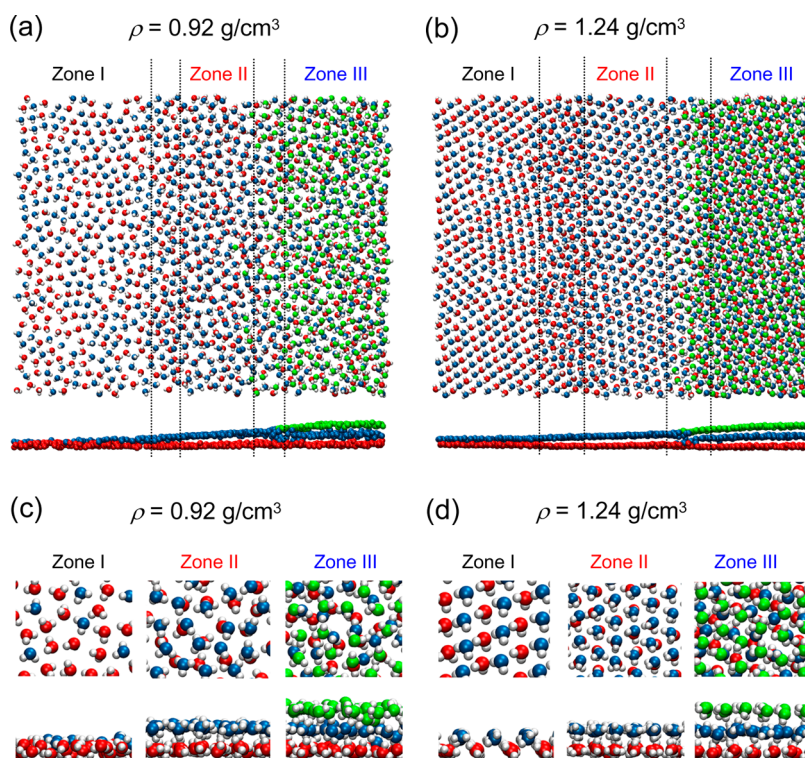 (a) ρ = 0.92 g/cm³
Zone I Zone II Zone III
(b) ρ = 1.24 g/cm³
Zone I Zone II Zone III
(c) ρ = 0.92 g/cm³
Zone I Zone II Zone III
(d) ρ = 1.24 g/cm³
Zone I Zone II Zone III